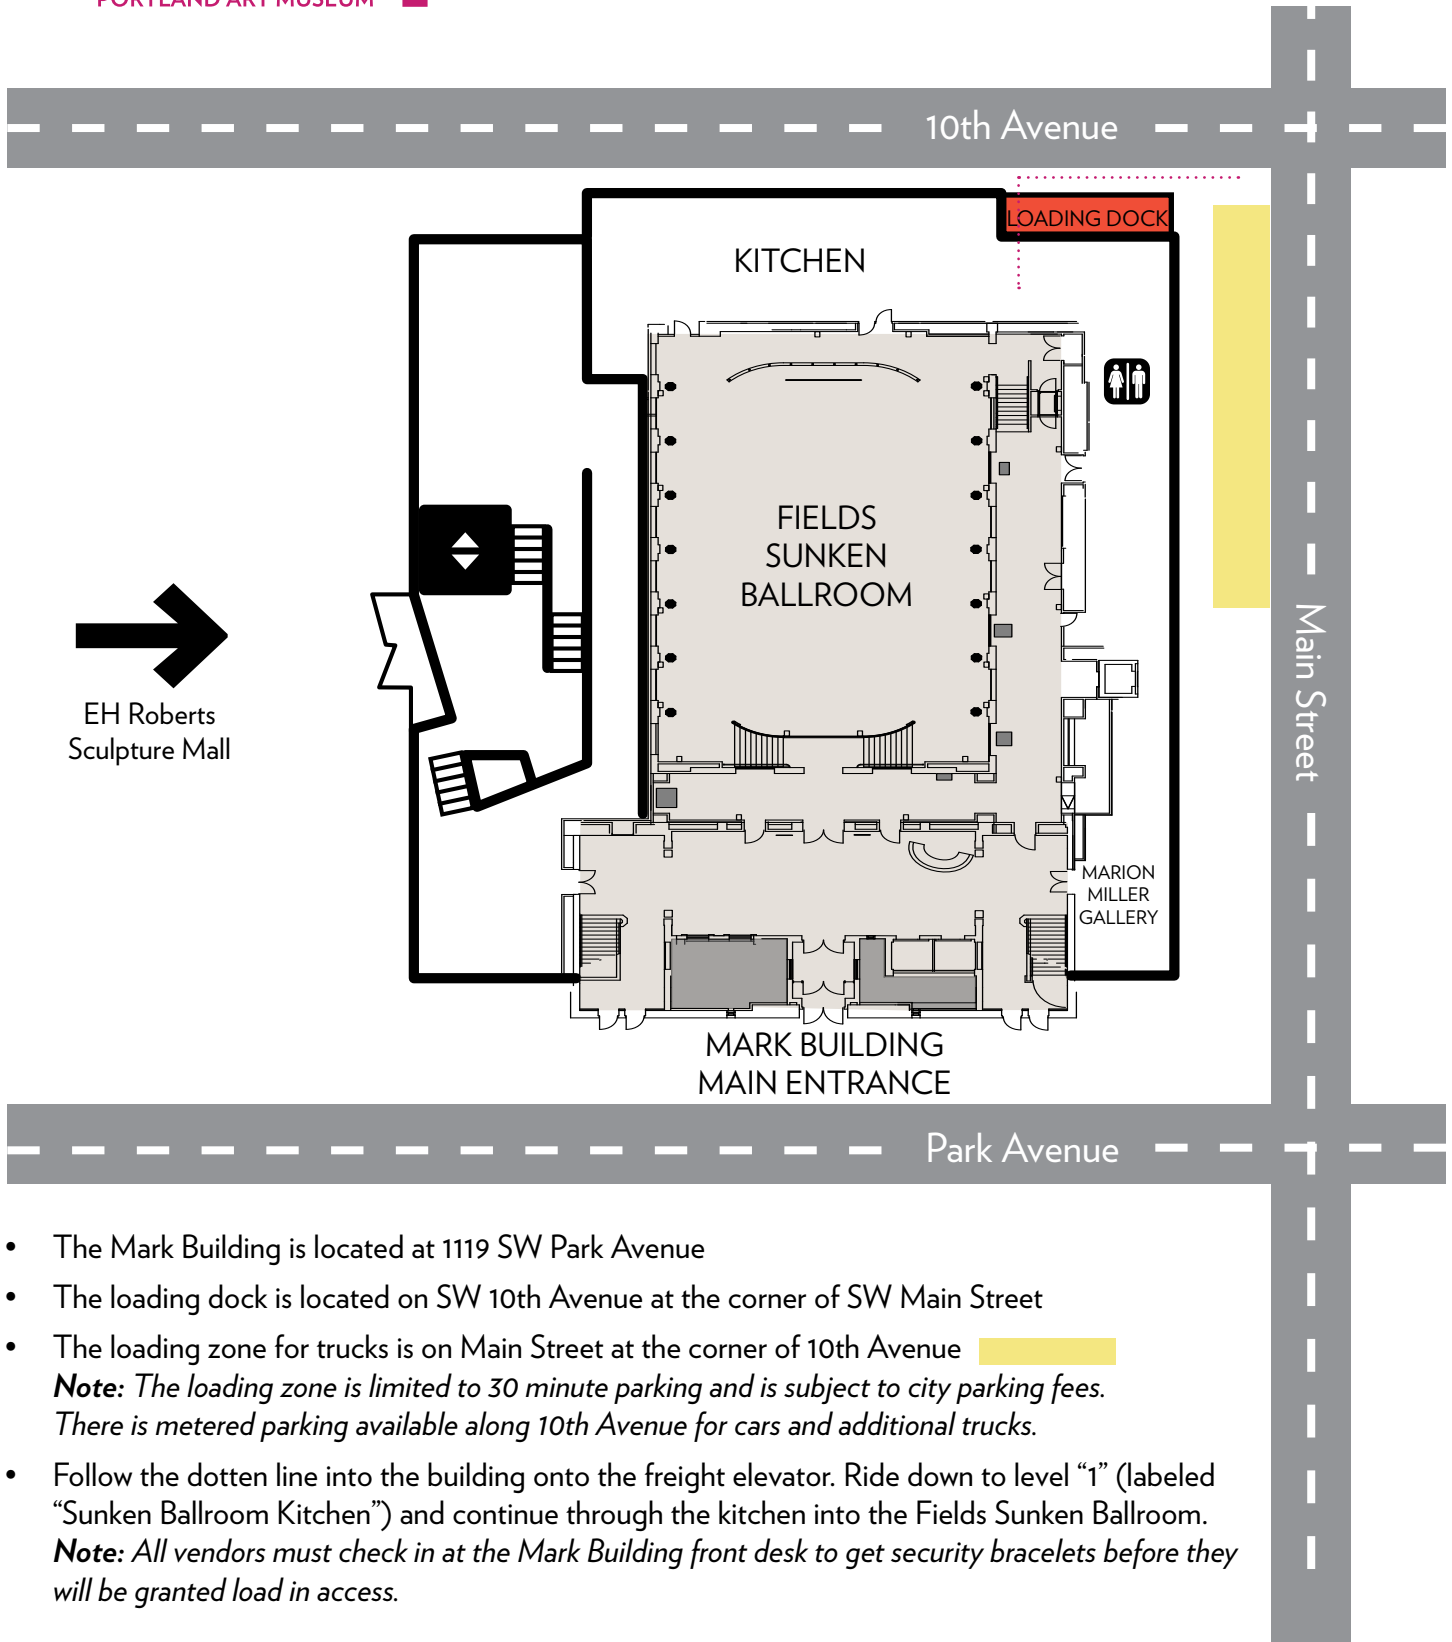 PORTLAND ART MUSEUM
10th Avenue
LOADING DOCK
KITCHEN
FIELDS
SUNKEN
BALLROOM
Main Street
EH Roberts
Sculpture Mall
MARION
MILLER
GALLERY
MARK BUILDING
MAIN ENTRANCE
Park Avenue
• The Mark Building is located at 1119 SW Park Avenue
• The loading dock is located on SW 10th Avenue at the corner of SW Main Street
• The loading zone for trucks is on Main Street at the corner of 10th Avenue
Note: The loading zone is limited to 30 minute parking and is subject to city parking fees.
There is metered parking available along 10th Avenue for cars and additional trucks.
• Follow the dotten line into the building onto the freight elevator. Ride down to level “1” (labeled
“Sunken Ballroom Kitchen”) and continue through the kitchen into the Fields Sunken Ballroom.
Note: All vendors must check in at the Mark Building front desk to get security bracelets before they
will be granted load in access.